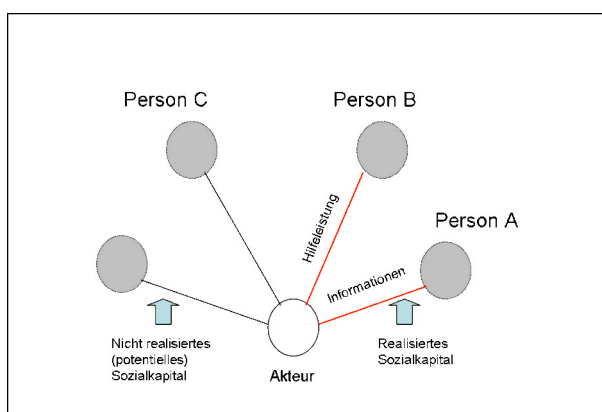 Person C
Person B
Person A
Hilfeleistung
Informationen
Nicht realisiertes
(potentielles)
Sozialkapital
Akteur
Realisiertes
Sozialkapital